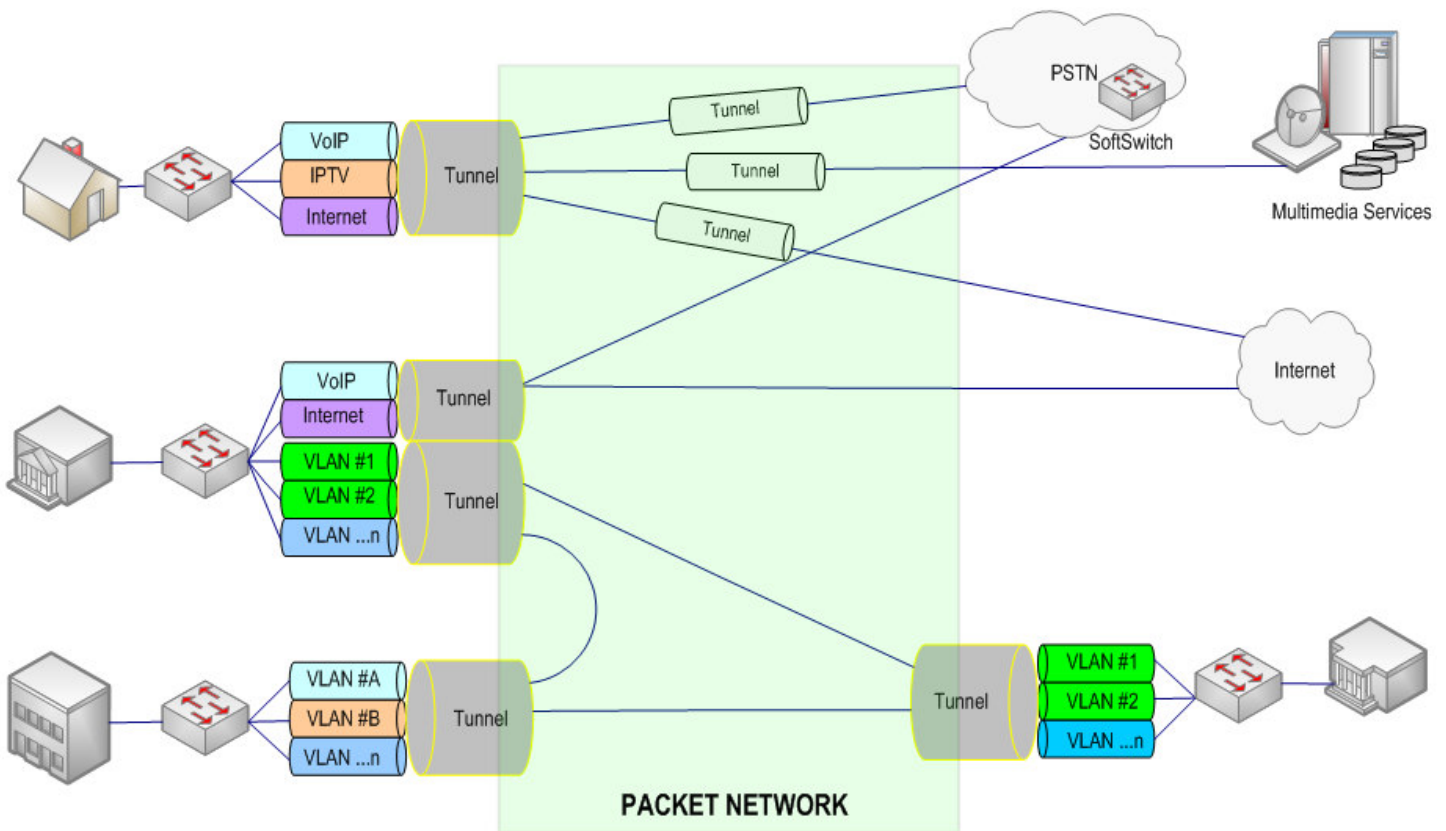 PSTN
SoftSwitch
Multimedia Services
Tunnel
Tunnel
Tunnel
VoIP
IPTV
Internet
Tunnel
Internet
VoIP
Internet
Tunnel
VLAN #1
VLAN #2
VLAN ...n
Tunnel
VLAN #A
VLAN #B
VLAN ...n
Tunnel
Tunnel
VLAN #1
VLAN #2
VLAN ...n
PACKET NETWORK